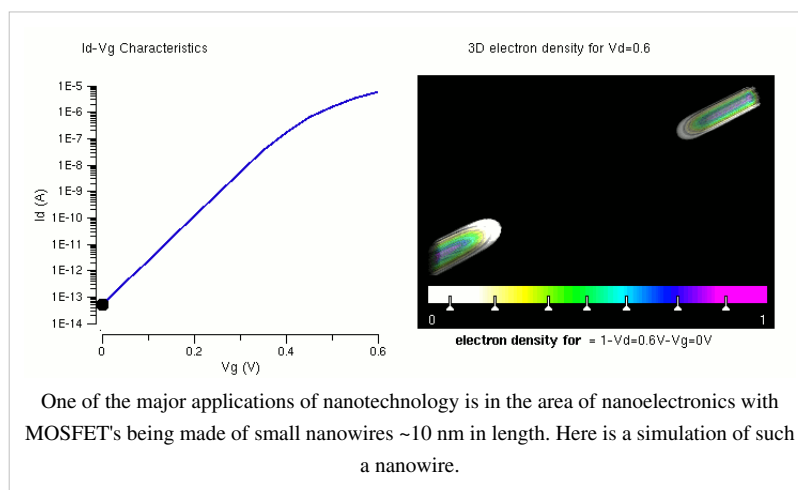 Id-Vg Characteristics
3D electron density for Vd=0.6
1E-5
1E-6
1E-7
1E-8
1E-9
1E-10
1E-11
1E-12
1E-13
1E-14
Id (A)
0
0.2
0.4
0.6
Vg (V)
0
1
electron density for = 1-Vd=0.6V-Vg=0V
One of the major applications of nanotechnology is in the area of nanoelectronics with
MOSFET's being made of small nanowires ~10 nm in length. Here is a simulation of such
a nanowire.